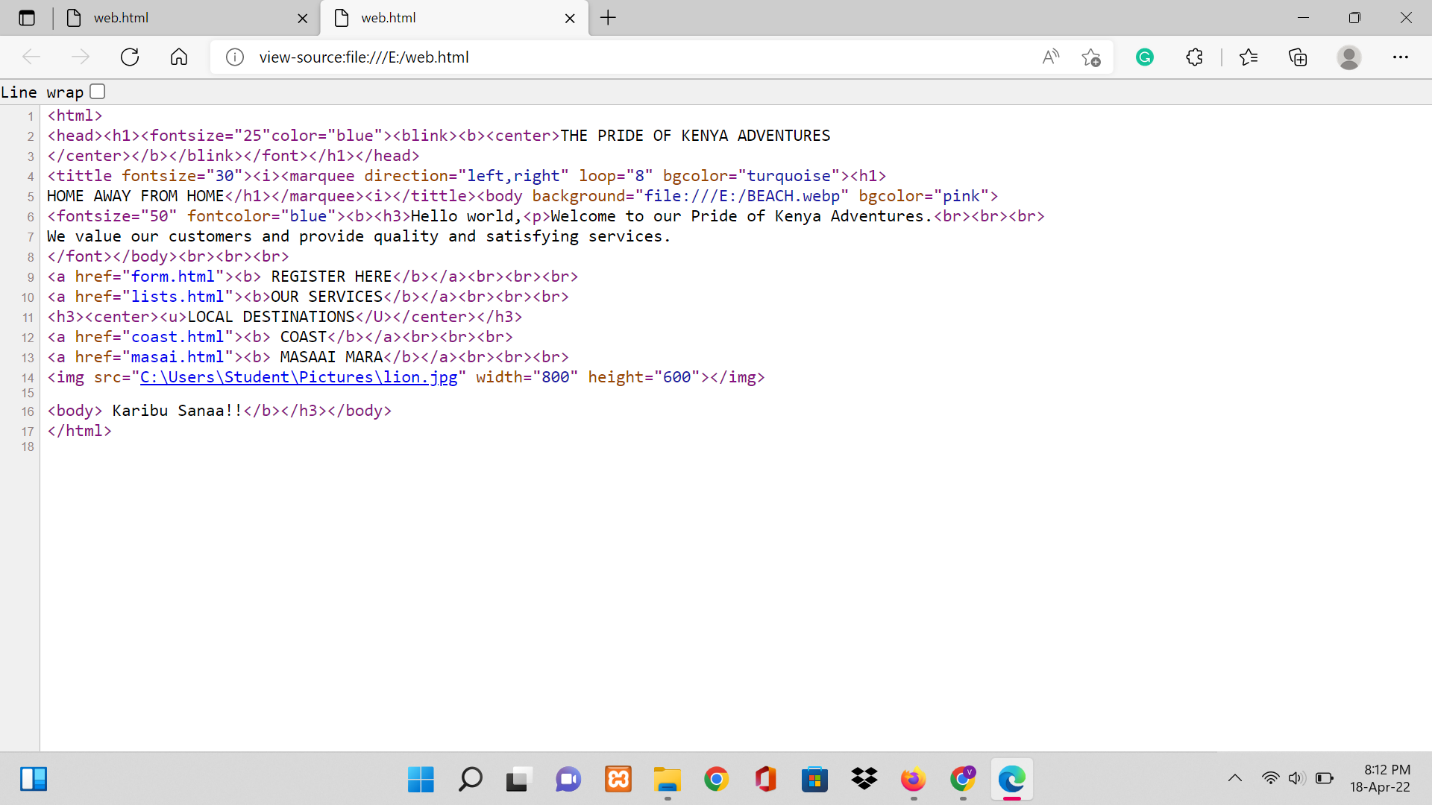 web.html
web.html
view-source:file:///E:/web.html
Line wrap
1 <html>
2 <head><h1><fontsize="25"color="blue"><blink><b><center>THE PRIDE OF KENYA ADVENTURES
3 </center></b></blink></font></h1></head>
4 <tittle fontsize="30"><i><marquee direction="left,right" loop="8" bgcolor="turquoise"><h1>
5 HOME AWAY FROM HOME</h1></marquee><i></tittle><body background="file:///E:/BEACH.webp" bgcolor="pink">
6 <fontsize="50" fontcolor="blue"><b><h3>Hello world,<p>Welcome to our Pride of Kenya Adventures.<br><br><br>
7 We value our customers and provide quality and satisfying services.
8 </font></body><br><br><br>
9 <a href="form.html"><b> REGISTER HERE</b></a><br><br><br>
10 <a href="lists.html"><b>OUR SERVICES</b></a><br><br><br>
11 <h3><center><u>LOCAL DESTINATIONS</U></center></h3>
12 <a href="coast.html"><b> COAST</b></a><br><br><br>
13 <a href="masai.html"><b> MASAAI MARA</b></a><br><br><br>
14 <img src="C:\Users\Student\Pictures\lion.jpg" width="800" height="600"></img>
15
16 <body> Karibu Sanaa!!</b></h3></body>
17 </html>
18
8:12 PM
18-Apr-22